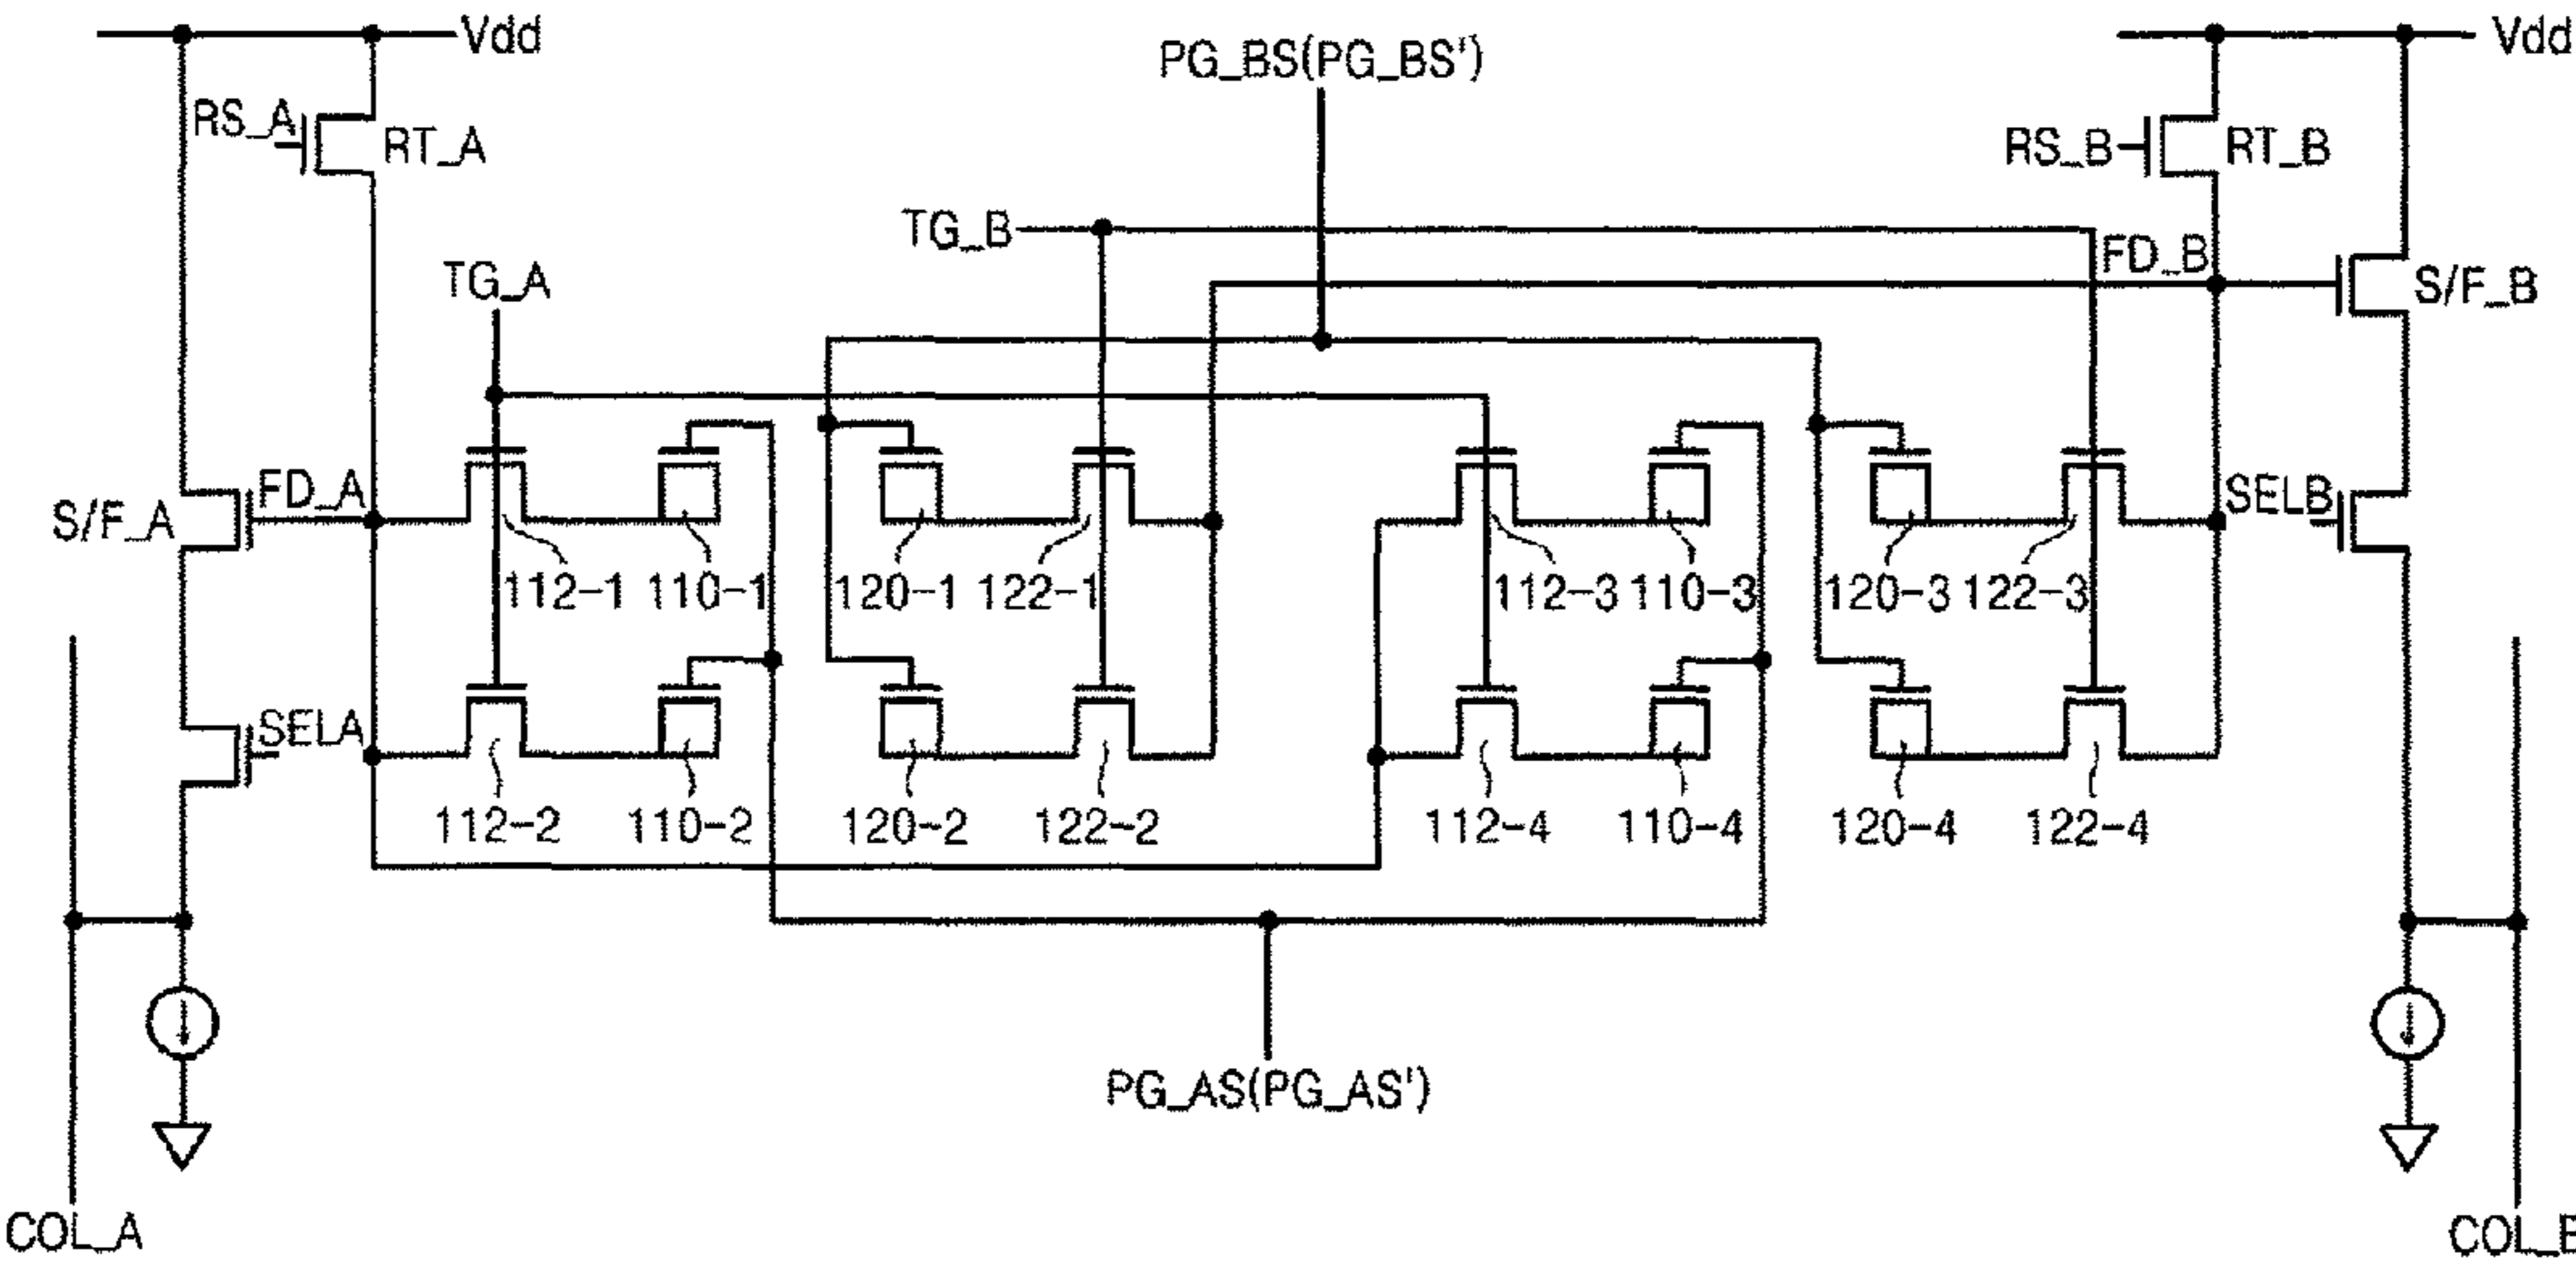 Vdd
PG_BS(PG_BS')
Vdd
RS_A
RT_A
RS_B
RT_B
TG_B
TG_A
FD_B
S/F_B
S/F_A
FD_A
SELB
112-1
110-1
120-1
122-1
112-3
110-3
120-3
122-3
SELA
112-2
110-2
120-2
122-2
112-4
110-4
120-4
122-4
PG_AS(PG_AS')
COL_A
COL_B